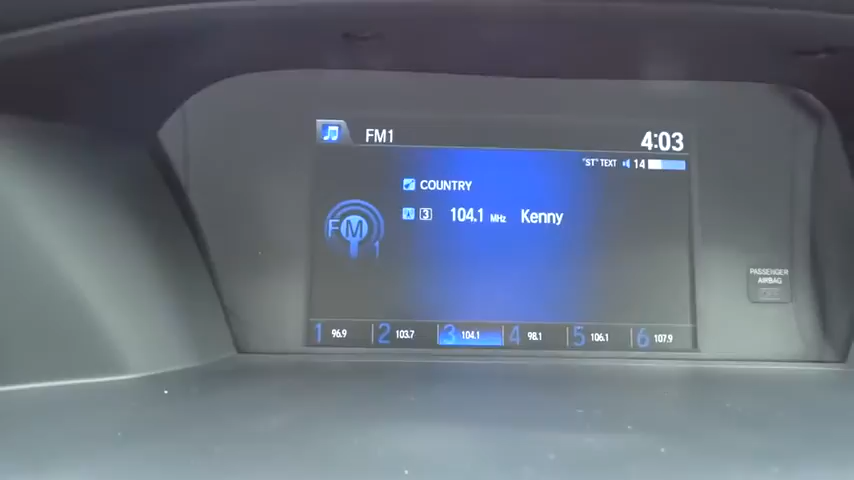 FM1 4:03
"ST" TEXT 14
COUNTRY
3 104.1 MHz Kenny
FM 1
1 96.9 2 103.7 3 104.1 4 98.1 5 106.1 6 107.9
PASSENGER
AIRBAG